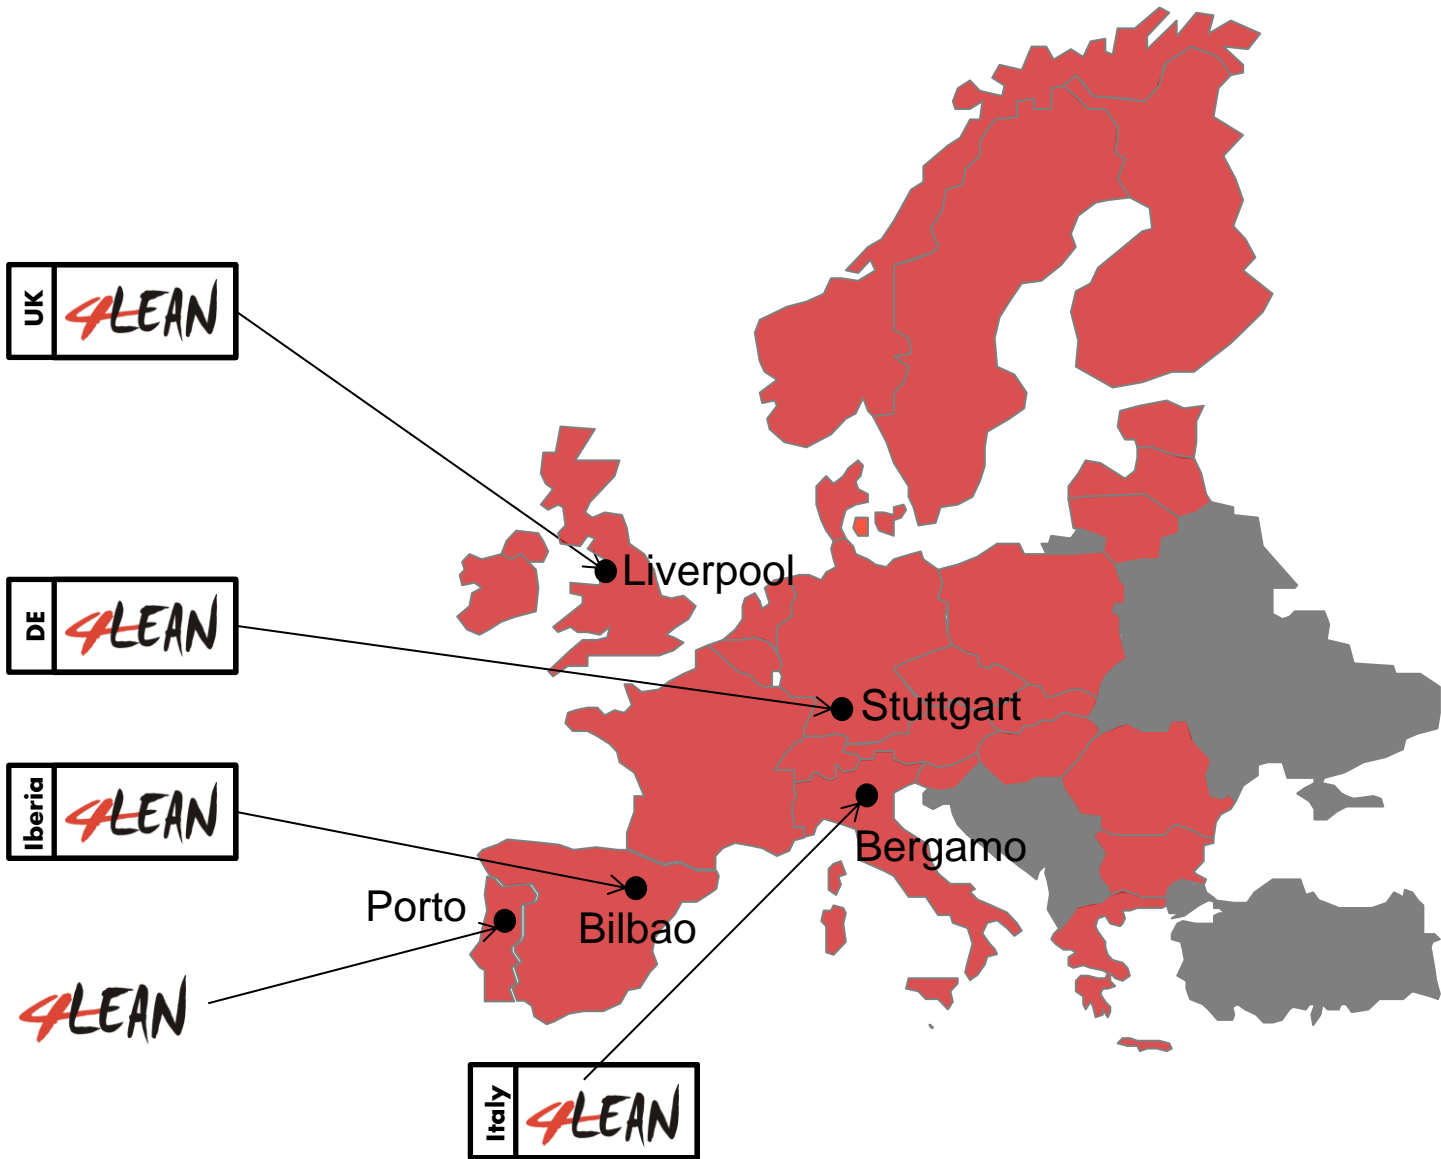 UK
4LEAN
Liverpool
DE
4LEAN
Stuttgart
Iberia
4LEAN
Bergamo
Porto
Bilbao
4LEAN
Italy
4LEAN